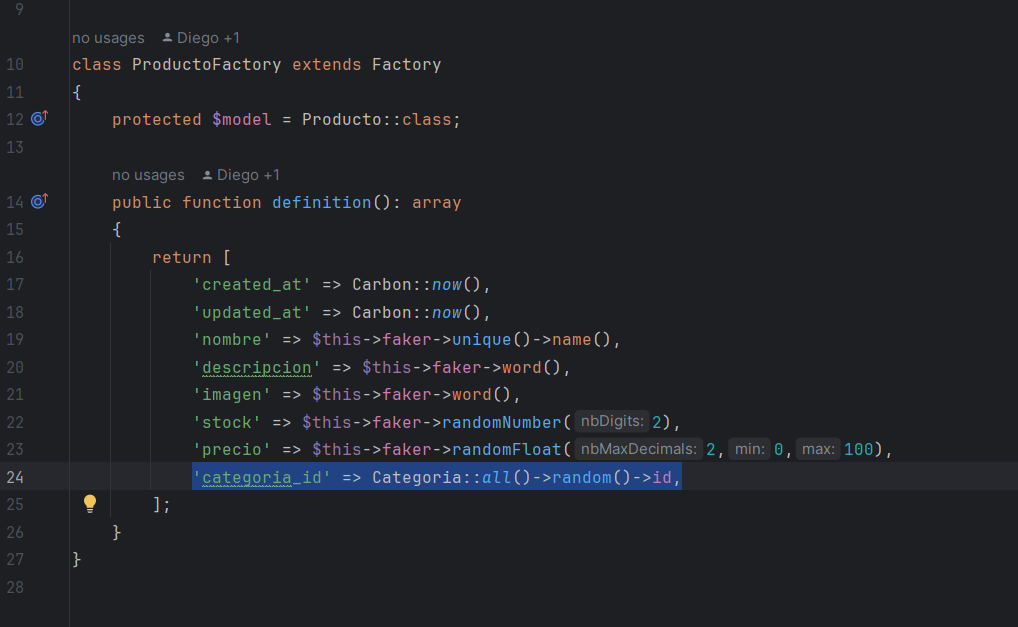 9
no usages Diego +1
10 class ProductoFactory extends Factory
11 {
12 protected $model = Producto::class;
13
no usages Diego +1
14 public function definition(): array
15 {
16 return [
17 'created_at' => Carbon::now(),
18 'updated_at' => Carbon::now(),
19 'nombre' => $this->faker->unique()->name(),
20 'descripcion' => $this->faker->word(),
21 'imagen' => $this->faker->word(),
22 'stock' => $this->faker->randomNumber( nbDigits: 2),
23 'precio' => $this->faker->randomFloat( nbMaxDecimals: 2, min: 0, max: 100),
24 'categoria_id' => Categoria::all()->random()->id,
25 ];
26 }
27 }
28